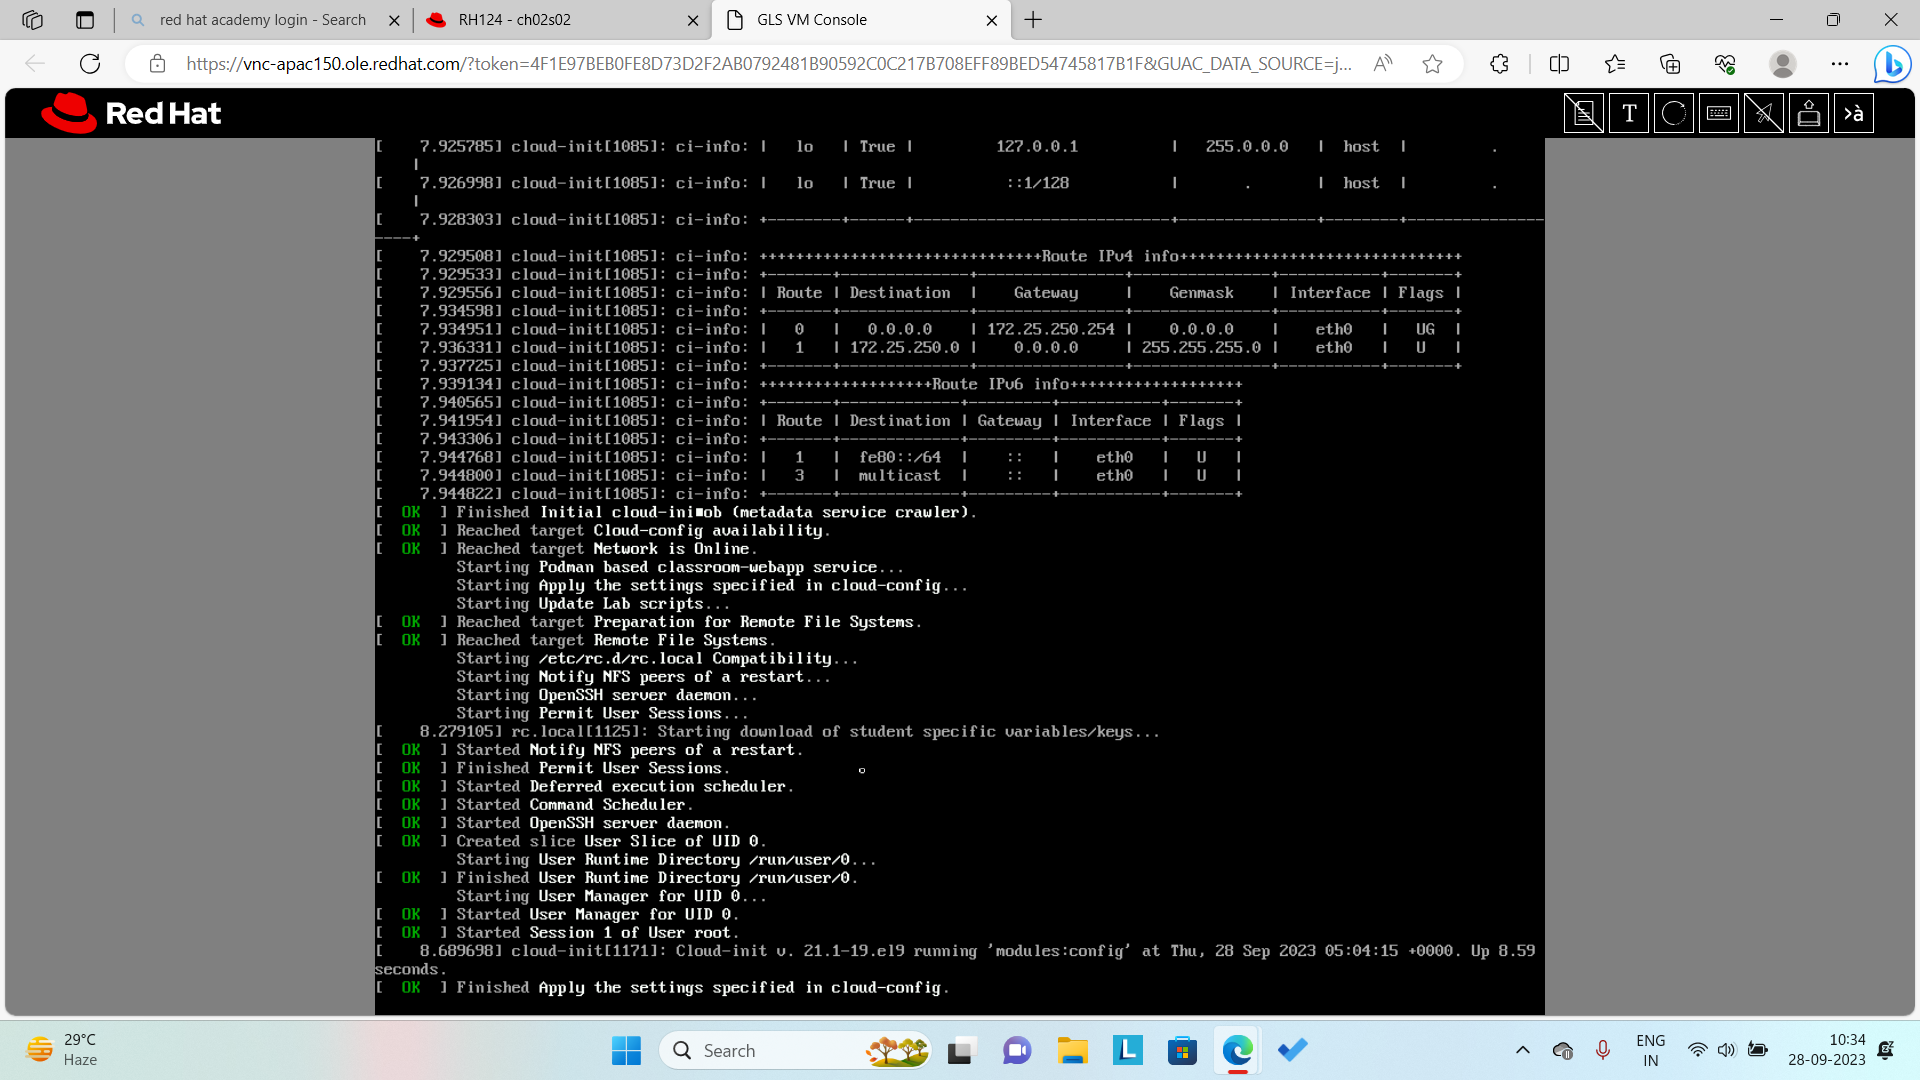 red hat academy login - Search
RH124 - ch02s02
GLS VM Console
https://vnc-apac150.ole.redhat.com/?token=4F1E97BEB0FE8D73D2F2AB0792481B90592C0C217B708EFF89BED54745817B1F&GUAC_DATA_SOURCE=j...
Red Hat
T
>à
[    7.925785] cloud-init[1085]: ci-info: |   lo   | True |         127.0.0.1          |   255.0.0.0   |  host  |         .
    |
[    7.926998] cloud-init[1085]: ci-info: |   lo   | True |          ::1/128           |       .       |  host  |         .
    |
[    7.928303] cloud-init[1085]: ci-info: +--------+------+----------------------------+---------------+--------+---------------
----+
[    7.929508] cloud-init[1085]: ci-info: +++++++++++++++++++++++++++++++Route IPv4 info+++++++++++++++++++++++++++++++
[    7.929533] cloud-init[1085]: ci-info: +-------+--------------+----------------+---------------+-----------+-------+
[    7.929556] cloud-init[1085]: ci-info: | Route | Destination  |    Gateway     |    Genmask    | Interface | Flags |
[    7.934598] cloud-init[1085]: ci-info: +-------+--------------+----------------+---------------+-----------+-------+
[    7.934951] cloud-init[1085]: ci-info: |   0   |   0.0.0.0    | 172.25.250.254 |    0.0.0.0    |    eth0   |   UG  |
[    7.936331] cloud-init[1085]: ci-info: |   1   | 172.25.250.0 |    0.0.0.0     | 255.255.255.0 |    eth0   |   U   |
[    7.937725] cloud-init[1085]: ci-info: +-------+--------------+----------------+---------------+-----------+-------+
[    7.939134] cloud-init[1085]: ci-info: +++++++++++++++++++Route IPv6 info+++++++++++++++++++
[    7.940565] cloud-init[1085]: ci-info: +-------+-------------+---------+-----------+-------+
[    7.941954] cloud-init[1085]: ci-info: | Route | Destination | Gateway | Interface | Flags |
[    7.943306] cloud-init[1085]: ci-info: +-------+-------------+---------+-----------+-------+
[    7.944768] cloud-init[1085]: ci-info: |   1   |  fe80::/64  |    ::   |    eth0   |   U   |
[    7.944800] cloud-init[1085]: ci-info: |   3   |  multicast  |    ::   |    eth0   |   U   |
[    7.944822] cloud-init[1085]: ci-info: +-------+-------------+---------+-----------+-------+
[  OK  ] Finished Initial cloud-ini■ob (metadata service crawler).
[  OK  ] Reached target Cloud-config availability.
[  OK  ] Reached target Network is Online.
         Starting Podman based classroom-webapp service...
         Starting Apply the settings specified in cloud-config...
         Starting Update Lab scripts...
[  OK  ] Reached target Preparation for Remote File Systems.
[  OK  ] Reached target Remote File Systems.
         Starting /etc/rc.d/rc.local Compatibility...
         Starting Notify NFS peers of a restart...
         Starting OpenSSH server daemon...
         Starting Permit User Sessions...
[    8.279105] rc.local[1125]: Starting download of student specific variables/keys...
[  OK  ] Started Notify NFS peers of a restart.
[  OK  ] Finished Permit User Sessions.
[  OK  ] Started Deferred execution scheduler.
[  OK  ] Started Command Scheduler.
[  OK  ] Started OpenSSH server daemon.
[  OK  ] Created slice User Slice of UID 0.
         Starting User Runtime Directory /run/user/0...
[  OK  ] Finished User Runtime Directory /run/user/0.
         Starting User Manager for UID 0...
[  OK  ] Started User Manager for UID 0.
[  OK  ] Started Session 1 of User root.
[    8.689698] cloud-init[1171]: Cloud-init v. 21.1-19.el9 running 'modules:config' at Thu, 28 Sep 2023 05:04:15 +0000. Up 8.59
seconds.
[  OK  ] Finished Apply the settings specified in cloud-config.
29°C
Haze
Search
ENG
IN
10:34
28-09-2023